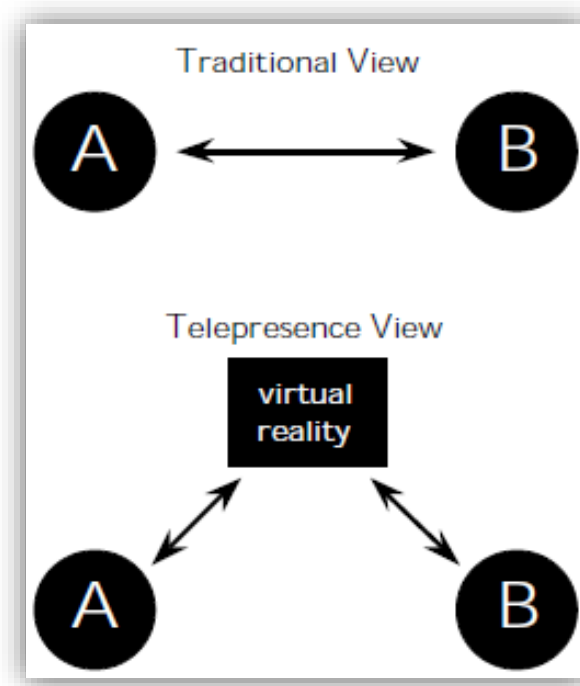 Traditional View
A
B
Telepresence View
virtual
reality
A
B